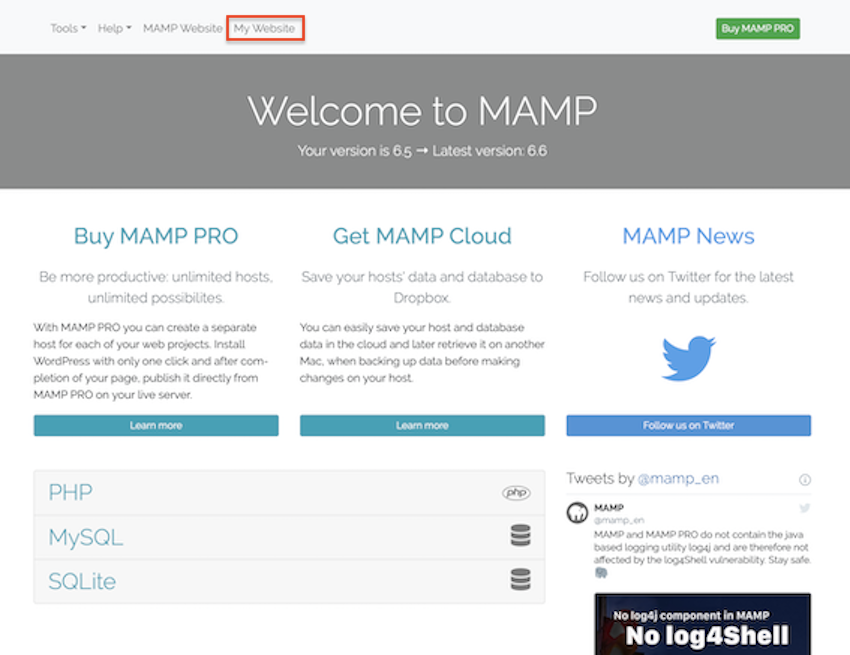 Tools Help MAMP Website My Website Buy MAMP PRO
Welcome to MAMP
Your version is 6.5 → Latest version: 6.6
Buy MAMP PRO
Be more productive: unlimited hosts,
unlimited possibilites.
With MAMP PRO you can create a separate
host for each of your web projects. Install
WordPress with only one click and after com-
pletion of your page, publish it directly from
MAMP PRO on your live server.
Learn more
Get MAMP Cloud
Save your hosts' data and database to
Dropbox.
You can easily save your host and database
data in the cloud and later retrieve it on another
Mac, when backing up data before making
changes on your host.
Learn more
MAMP News
Follow us on Twitter for the latest
news and updates.
Follow us on Twitter
PHP php
MySQL
SQLite
Tweets by @mamp_en
MAMP
@mamp_en
MAMP and MAMP PRO do not contain the java
based logging utility log4j and are therefore not
affected by the log4Shell vulnerability. Stay safe.
No log4j component in MAMP
No log4Shell